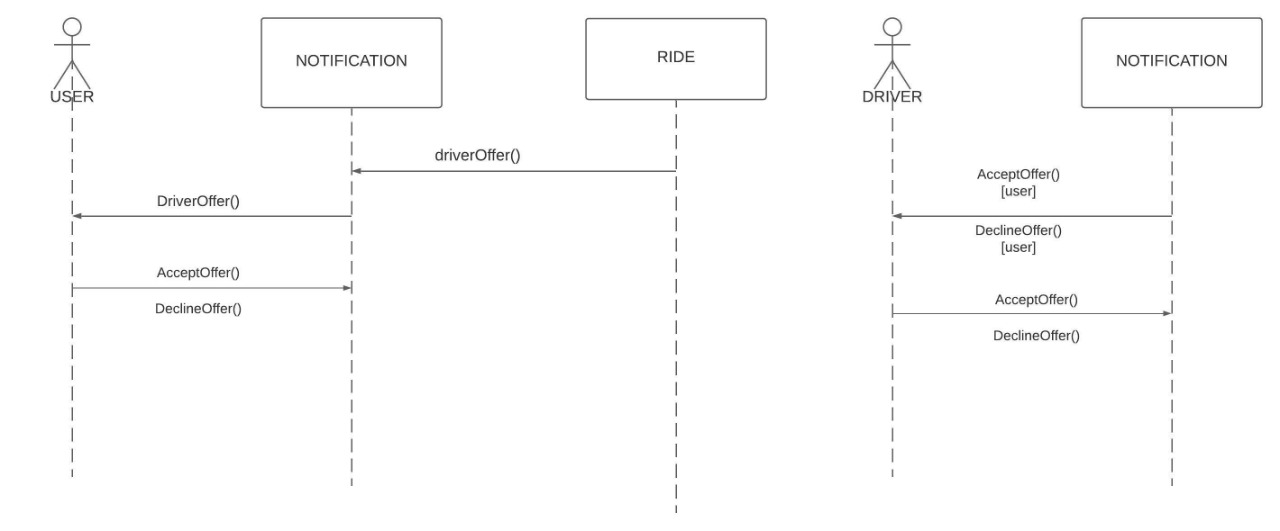 USER
NOTIFICATION
RIDE
driverOffer()
DriverOffer()
AcceptOffer()
DeclineOffer()
DRIVER
NOTIFICATION
AcceptOffer()
[user]
DeclineOffer()
[user]
AcceptOffer()
DeclineOffer()